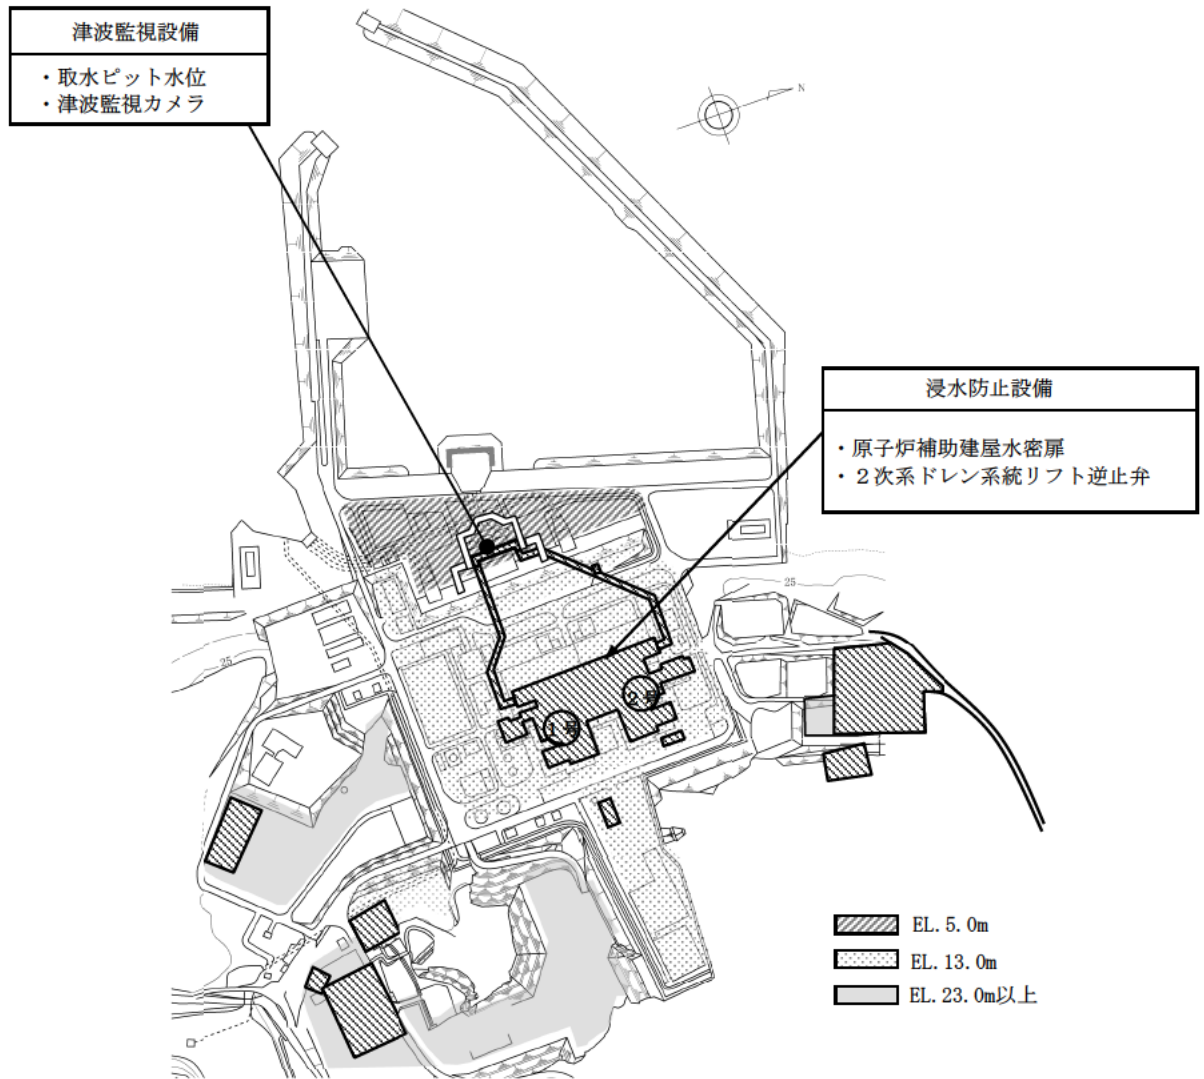 津波監視設備
・取水ピット水位
・津波監視カメラ
N
浸水防止設備
・原子炉補助建屋水密扉
・２次系ドレン系統リフト逆止弁
25
25
２号
１号
EL.5.0m
EL.13.0m
EL.23.0m以上